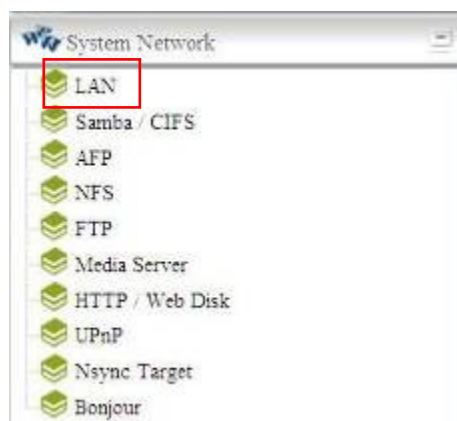 System Network
LAN
Samba / CIFS
AFP
NFS
FTP
Media Server
HTTP / Web Disk
UPnP
Nsync Target
Bonjour